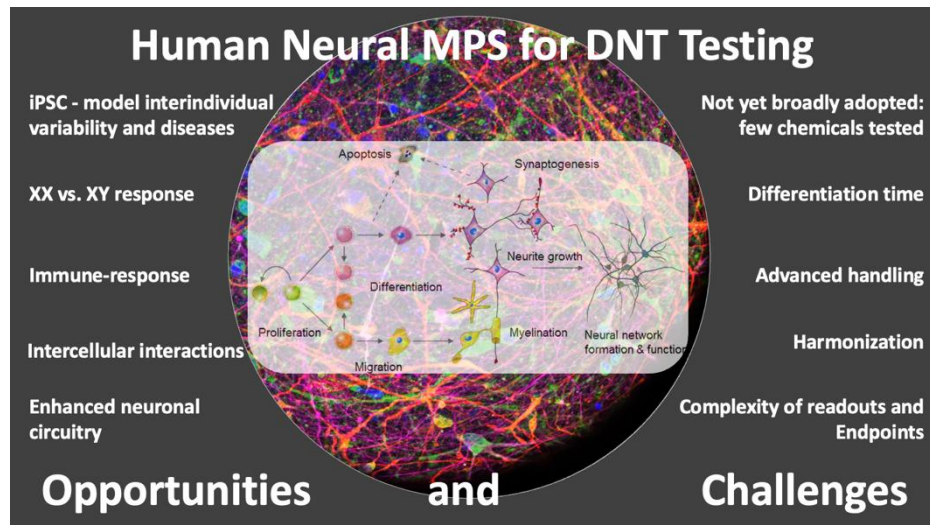 Human Neural MPS for DNT Testing
iPSC - model interindividual
variability and diseases
XX vs. XY response
Immune-response
Intercellular interactions
Enhanced neuronal
circuitry
Apoptosis
Synaptogenesis
Neurite growth
Differentiation
Proliferation
Myelination
Neural network
formation & function
Migration
Not yet broadly adopted:
few chemicals tested
Differentiation time
Advanced handling
Harmonization
Complexity of readouts and
Endpoints
Opportunities and Challenges